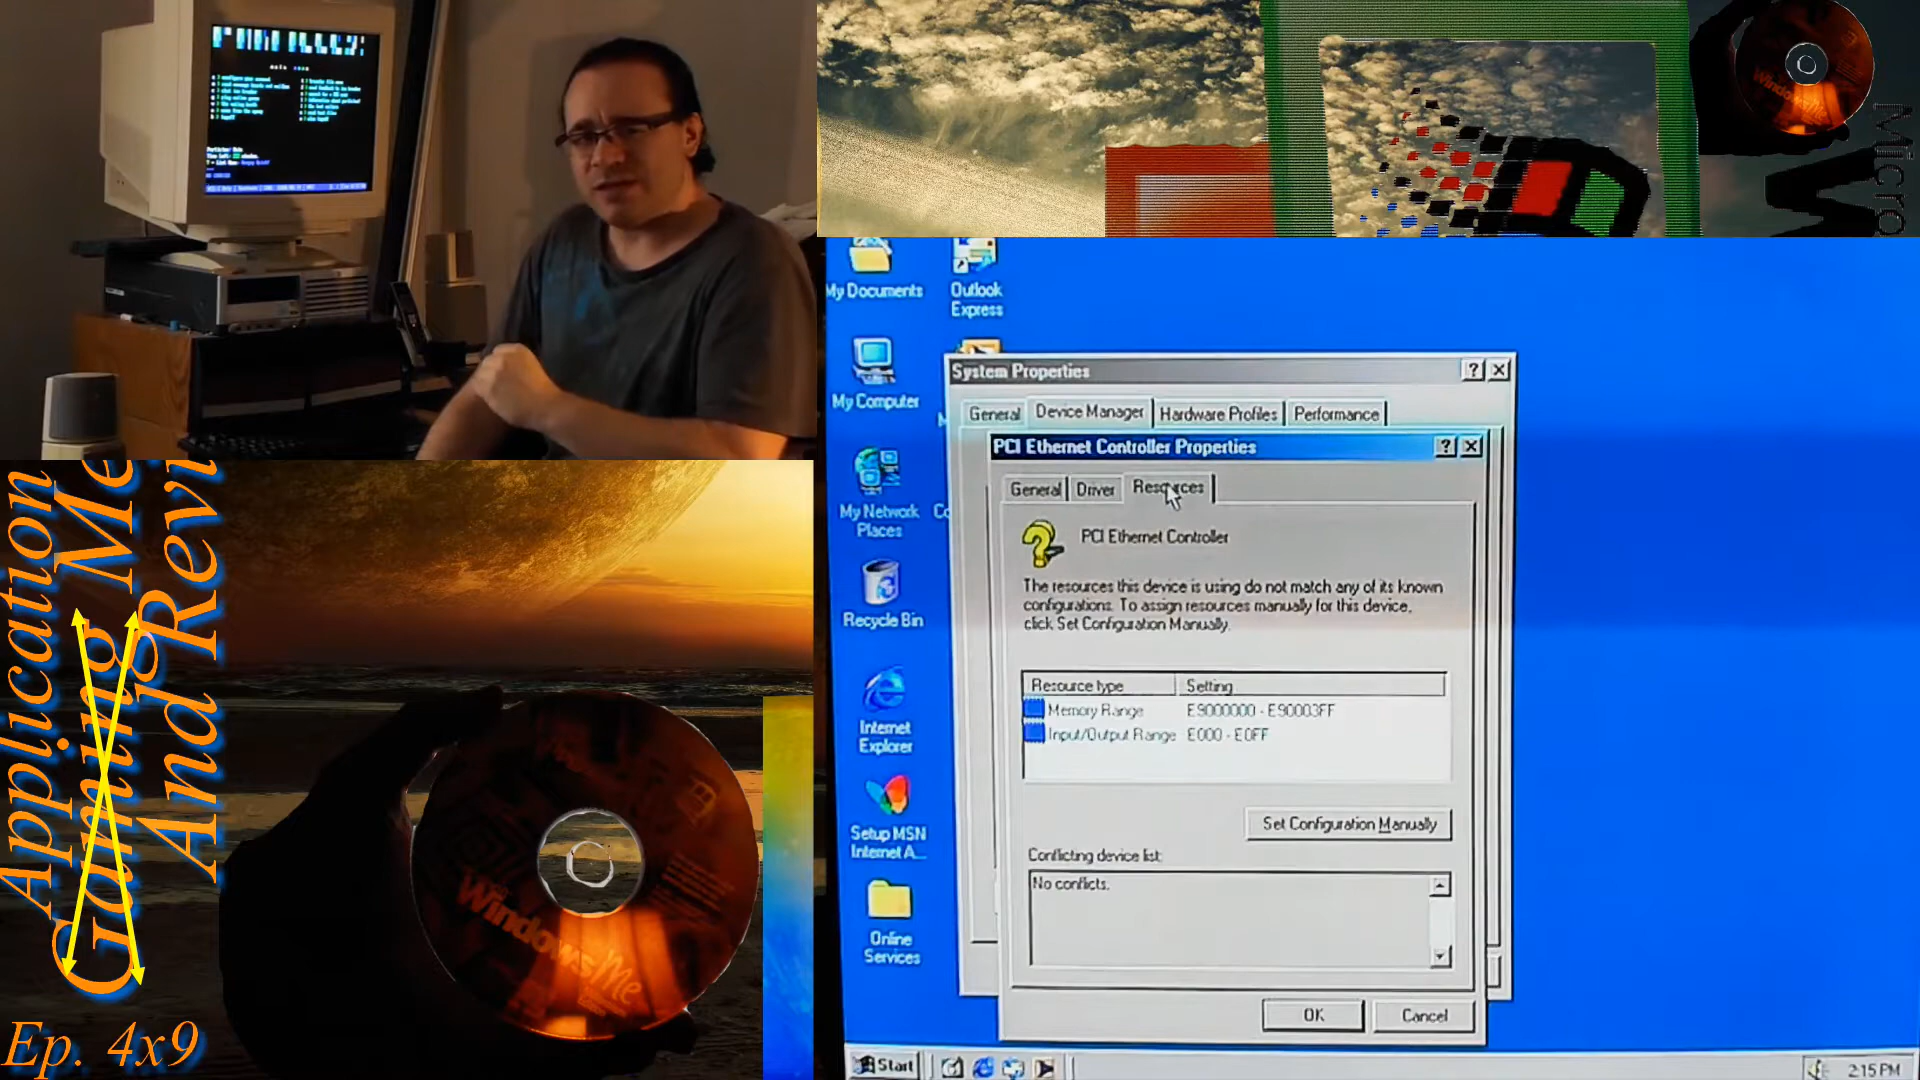 Micro
My Documents
Outlook
Express
My Computer
My Network
Places
Recycle Bin
Internet
Explorer
Setup MSN
Internet A...
Online
Services
System Properties
General
Device Manager
Hardware Profiles
Performance
PCI Ethernet Controller Properties
General
Driver
Resources
PCI Ethernet Controller
The resources this device is using do not match any of its known
configurations. To assign resources manually for this device,
click Set Configuration Manually.
Resource type
Setting
Memory Range
E9000000 - E90003FF
Input/Output Range
E000 - E0FF
Set Configuration Manually
Conflicting device list:
No conflicts.
OK
Cancel
Start
2:15 PM
Application
Gaming Me
And Revi
Ep. 4x9
Windows Me